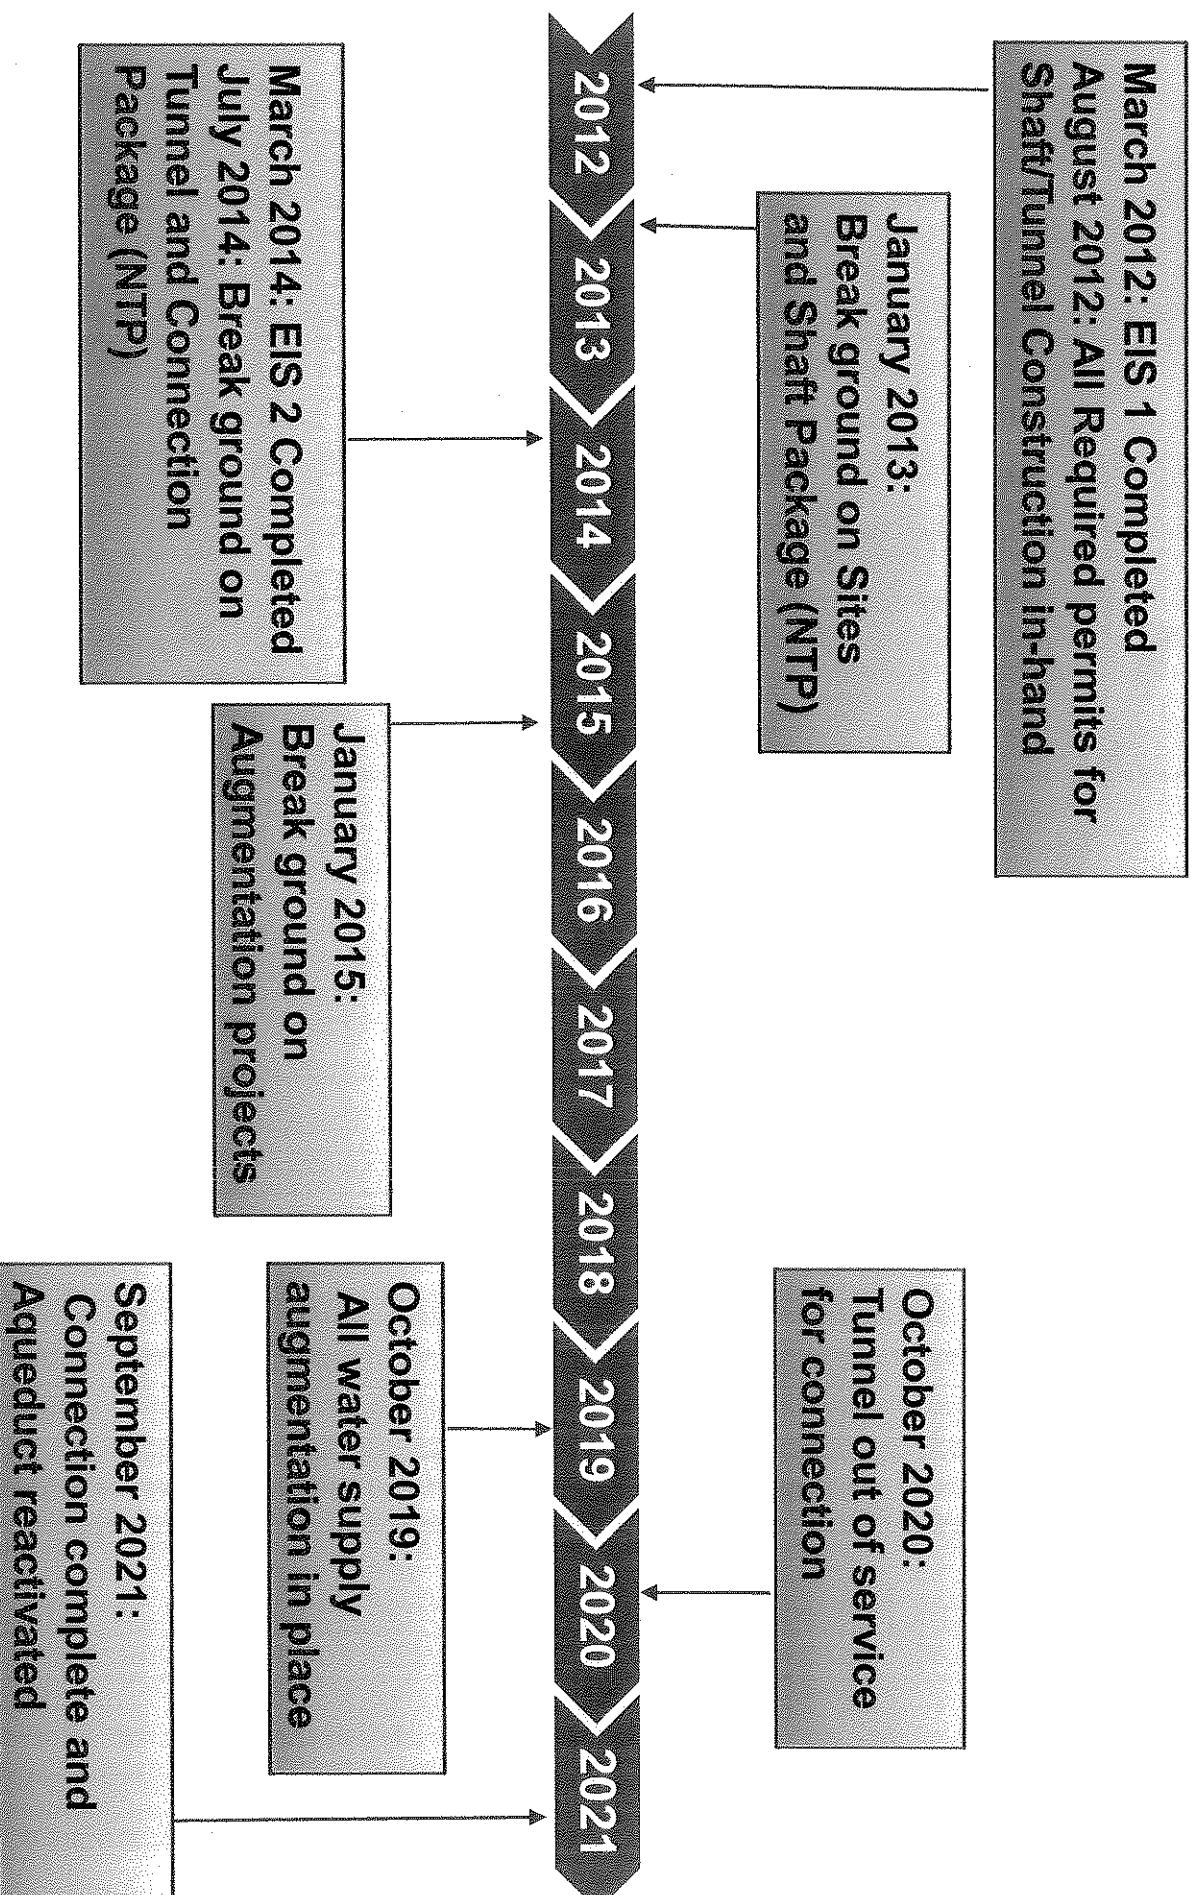 March 2012: EIS 1 Completed
August 2012: All Required permits for
Shaft/Tunnel Construction in-hand
January 2013:
Break ground on Sites
and Shaft Package (NTP)
October 2020:
Tunnel out of service
for connection
2012
2013
2014
2015
2016
2017
2018
2019
2020
2021
March 2014: EIS 2 Completed
July 2014: Break ground on
Tunnel and Connection
Package (NTP)
January 2015:
Break ground on
Augmentation projects
October 2019:
All water supply
augmentation in place
September 2021:
Connection complete and
Aqueduct reactivated